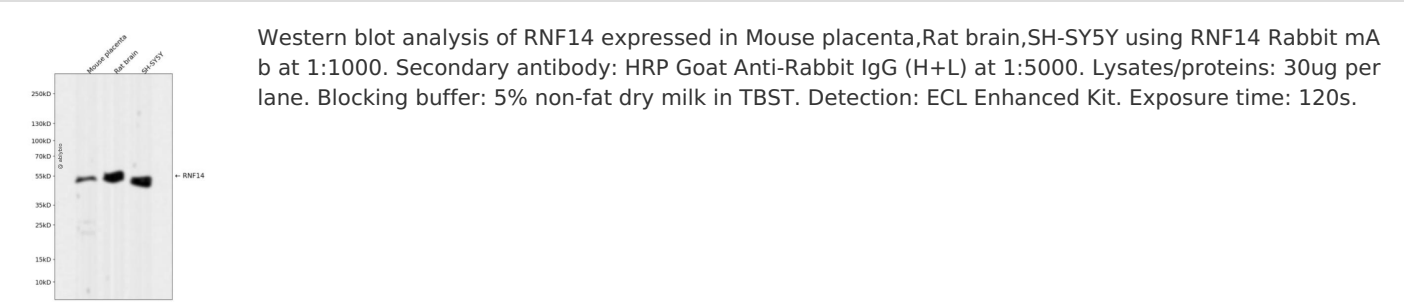 Mouse placenta
Rat brain
SH-SY5Y
250kD
130kD
100kD
70kD
55kD
35kD
25kD
15kD
10kD
© abbyto
← RNF14
Western blot analysis of RNF14 expressed in Mouse placenta,Rat brain,SH-SY5Y using RNF14 Rabbit mA
b at 1:1000. Secondary antibody: HRP Goat Anti-Rabbit IgG (H+L) at 1:5000. Lysates/proteins: 30ug per
lane. Blocking buffer: 5% non-fat dry milk in TBST. Detection: ECL Enhanced Kit. Exposure time: 120s.